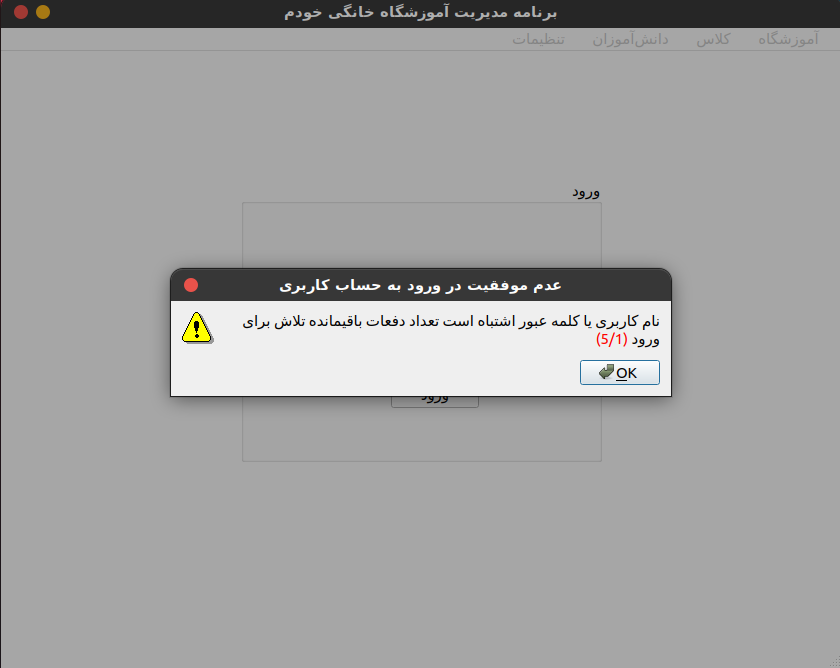 برنامه مدیریت آموزشگاه خانگی خودم
آموزشگاه کلاس دانش‌آموزان تنظیمات
ورود
عدم موفقیت در ورود به حساب کاربری
نام کاربری یا کلمه عبور اشتباه است تعداد دفعات باقیمانده تلاش برای
ورود (5/1)
OK
ورود